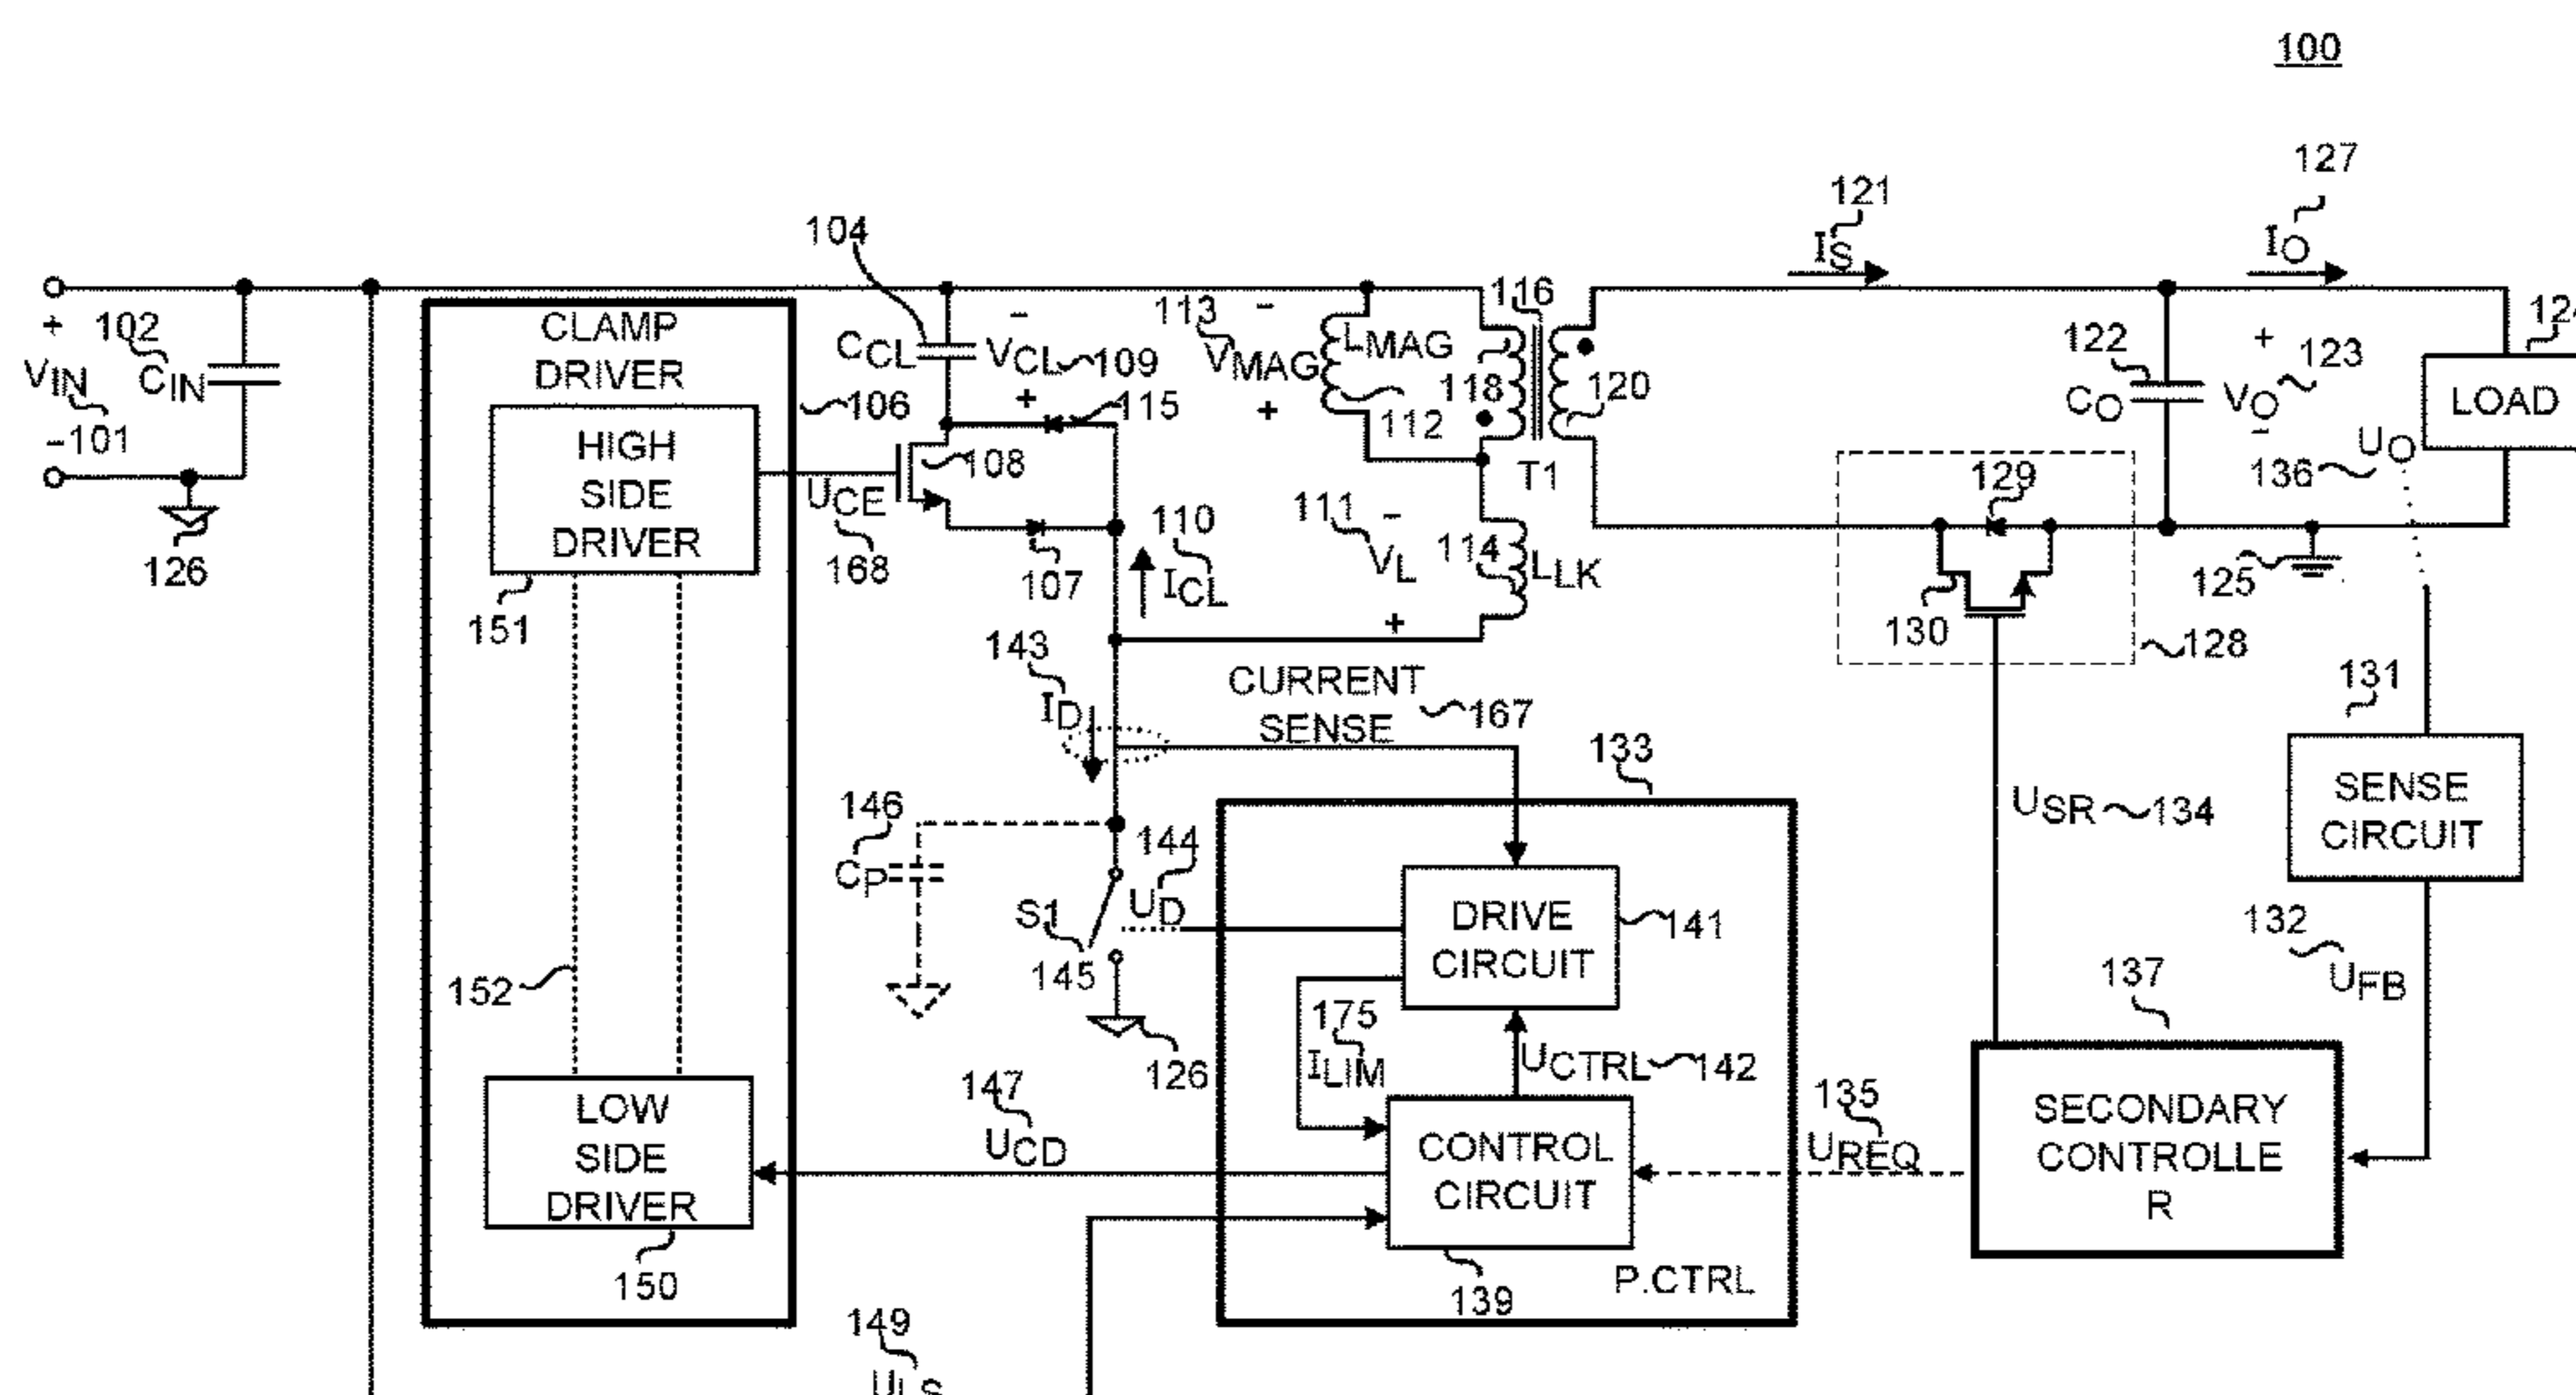 100
127
121
IS
IO
104
116
124
+
102
VIN
CIN
−101
126
CLAMP
DRIVER
106
CCL
−
VCL 109
+
115
113
−
VMAG
+
LMAG
118
112
120
T1
122
CO
+
VO 123
−
LOAD
UO
136
HIGH
SIDE
DRIVER
151
UCE
168
108
107
110
ICL
111
−
VL
+
114
LLK
129
130
128
125
143
ID
CURRENT
SENSE
167
133
131
SENSE
CIRCUIT
USR 134
146
CP
144
UD
S1
145
126
DRIVE
CIRCUIT
141
152
132
UFB
137
175
ILIM
UCTRL 142
147
UCD
135
UREQ
LOW
SIDE
DRIVER
150
CONTROL
CIRCUIT
139
P.CTRL
SECONDARY
CONTROLLE
R
149